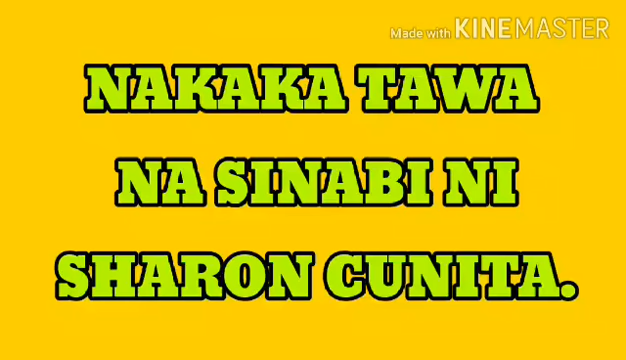 Made with KINEMASTER
NAKAKA TAWA
NA SINABI NI
SHARON CUNITA.